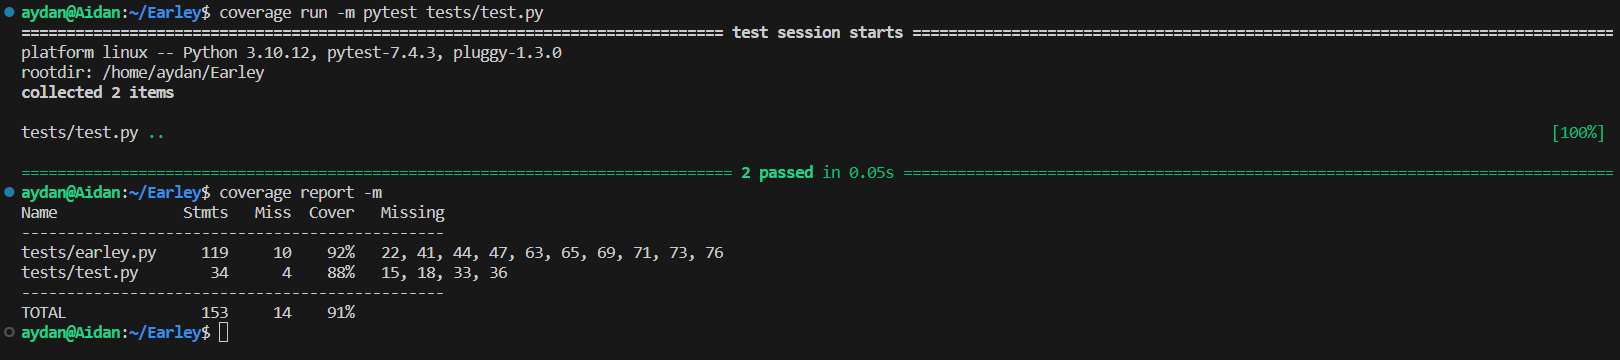 aydan@Aidan:~/Earley$ coverage run -m pytest tests/test.py
============================================================================== test session starts ==============================================================================
platform linux -- Python 3.10.12, pytest-7.4.3, pluggy-1.3.0
rootdir: /home/aydan/Earley
collected 2 items
tests/test.py .. [100%]
=============================================================================== 2 passed in 0.05s ===============================================================================
aydan@Aidan:~/Earley$ coverage report -m
Name Stmts Miss Cover Missing
-----------------------------------------------
tests/earley.py 119 10 92% 22, 41, 44, 47, 63, 65, 69, 71, 73, 76
tests/test.py 34 4 88% 15, 18, 33, 36
-----------------------------------------------
TOTAL 153 14 91%
aydan@Aidan:~/Earley$